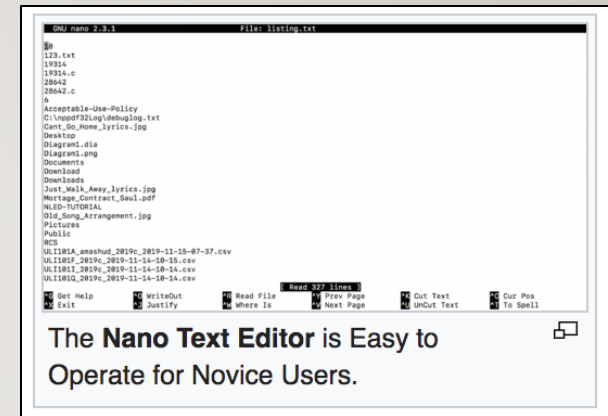 GNU nano 2.3.1 File: listing.txt
10
123.txt
19314
19314.c
28642
28642.c
6
Acceptable-Use-Policy
C:\nppdf32Log\debuglog.txt
Cant_Go_Home_lyrics.jpg
Desktop
Diagram1.dia
Diagram1.png
Documents
Download
Downloads
Just_Walk_Away_lyrics.jpg
Mortage_Contract_Saul.pdf
NLED-TUTORIAL
Old_Song_Arrangement.jpg
Pictures
Public
RCS
ULI101A_amashud_2019c_2019-11-15-07-37.csv
ULI101F_2019c_2019-11-14-10-15.csv
ULI101I_2019c_2019-11-14-10-14.csv
ULI101Q_2019c_2019-11-14-10-14.csv
[ Read 327 lines ]
^G Get Help ^O WriteOut ^R Read File ^Y Prev Page ^K Cut Text ^C Cur Pos
^X Exit ^J Justify ^W Where Is ^V Next Page ^U UnCut Text ^T To Spell
The Nano Text Editor is Easy to
Operate for Novice Users.